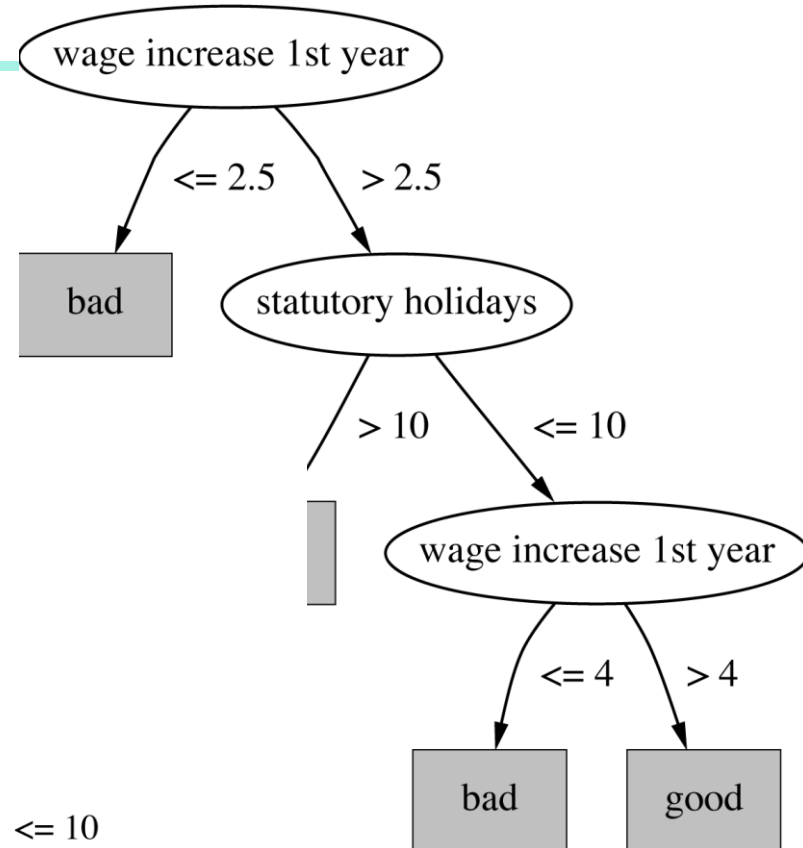 wage increase 1st year
<= 2.5
> 2.5
bad
statutory holidays
> 10
<= 10
wage increase 1st year
<= 4
> 4
bad
good
<= 10